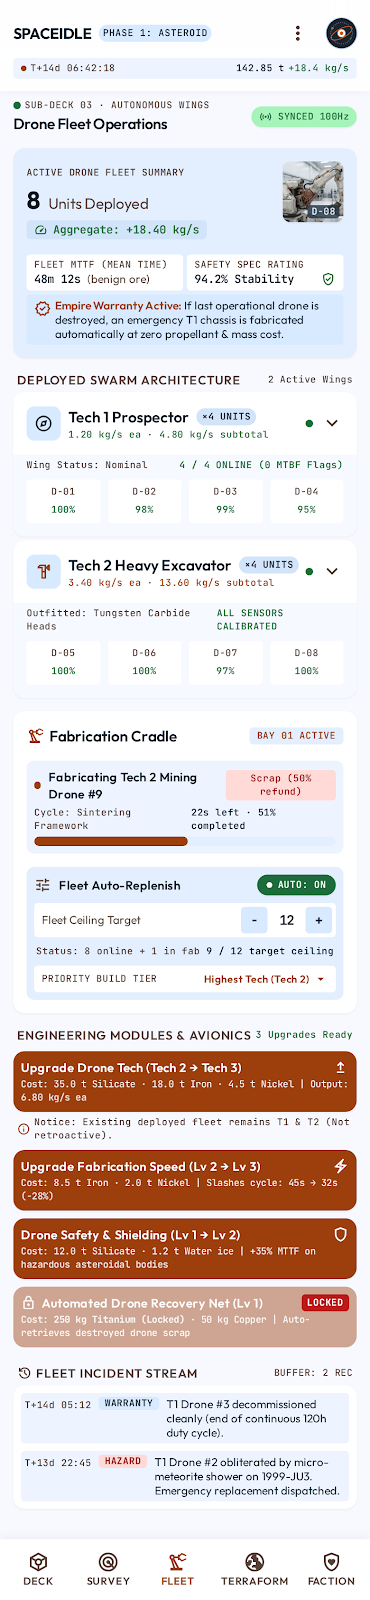 SPACEIDLE PHASE 1: ASTEROID
T+14d 06:42:18 142.85 t +18.4 kg/s
SUB-DECK 03 · AUTONOMOUS WINGS
Drone Fleet Operations
SYNCED 100Hz
ACTIVE DRONE FLEET SUMMARY
8 Units Deployed
D-08
Aggregate: +18.40 kg/s
FLEET MTTF (MEAN TIME)
48m 12s (benign ore)
SAFETY SPEC RATING
94.2% Stability
Empire Warranty Active: If last operational drone is
destroyed, an emergency T1 chassis is fabricated
automatically at zero propellant & mass cost.
DEPLOYED SWARM ARCHITECTURE 2 Active Wings
Tech 1 Prospector ×4 UNITS
1.20 kg/s ea · 4.80 kg/s subtotal
Wing Status: Nominal 4 / 4 ONLINE (0 MTBF Flags)
D-01 D-02 D-03 D-04
100% 98% 99% 95%
Tech 2 Heavy Excavator ×4 UNITS
3.40 kg/s ea · 13.60 kg/s subtotal
Outfitted: Tungsten Carbide
Heads
ALL SENSORS
CALIBRATED
D-05 D-06 D-07 D-08
100% 100% 97% 100%
Fabrication Cradle BAY 01 ACTIVE
Fabricating Tech 2 Mining
Drone #9
Scrap (50%
refund)
Cycle: Sintering
Framework
22s left · 51%
completed
Fleet Auto-Replenish AUTO: ON
Fleet Ceiling Target - 12 +
Status: 8 online + 1 in fab 9 / 12 target ceiling
PRIORITY BUILD TIER Highest Tech (Tech 2)
ENGINEERING MODULES & AVIONICS 3 Upgrades Ready
Upgrade Drone Tech (Tech 2 → Tech 3)
Cost: 35.0 t Silicate · 18.0 t Iron · 4.5 t Nickel | Output:
6.80 kg/s ea
Notice: Existing deployed fleet remains T1 & T2 (Not
retroactive).
Upgrade Fabrication Speed (Lv 2 → Lv 3)
Cost: 8.5 t Iron · 2.0 t Nickel | Slashes cycle: 45s → 32s
(-28%)
Drone Safety & Shielding (Lv 1 → Lv 2)
Cost: 12.0 t Silicate · 1.2 t Water ice | +35% MTTF on
hazardous asteroidal bodies
Automated Drone Recovery Net (Lv 1) LOCKED
Cost: 250 kg Titanium (Locked) · 50 kg Copper | Auto-
retrieves destroyed drone scrap
FLEET INCIDENT STREAM BUFFER: 2 REC
T+14d 05:12 WARRANTY T1 Drone #3 decommissioned
cleanly (end of continuous 120h
duty cycle).
T+13d 22:45 HAZARD T1 Drone #2 obliterated by micro-
meteorite shower on 1999-JU3.
Emergency replacement dispatched.
DECK SURVEY FLEET TERRAFORM FACTION